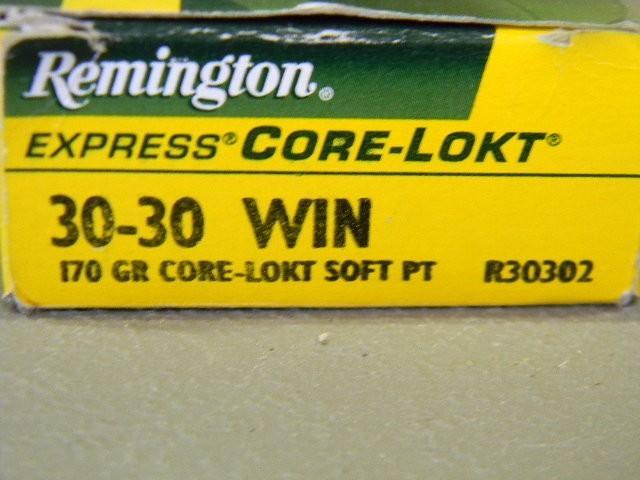 Remington®
EXPRESS® CORE-LOKT®
30-30 WIN
170 GR CORE-LOKT SOFT PT R30302